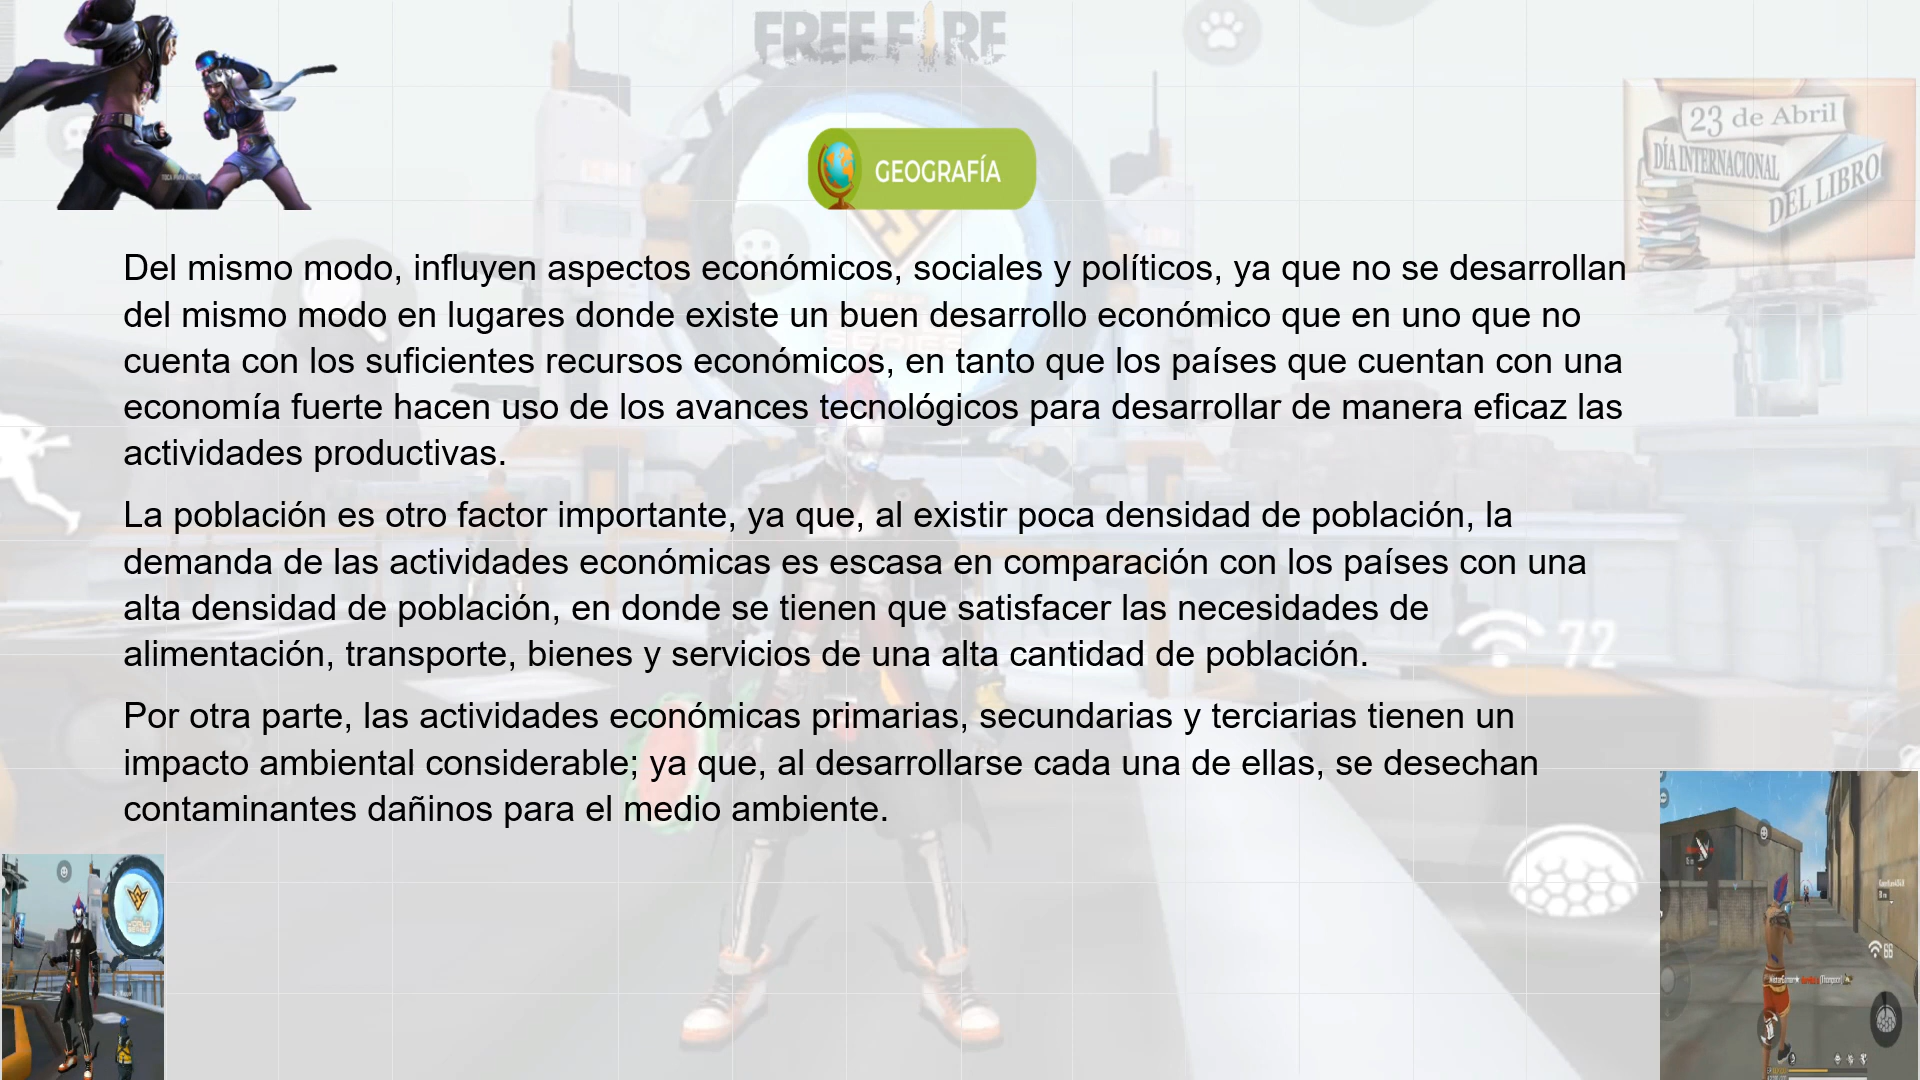 FREE FIRE
23 de Abril
DÍA INTERNACIONAL
DEL LIBRO
GEOGRAFÍA
Del mismo modo, influyen aspectos económicos, sociales y políticos, ya que no se desarrollan
del mismo modo en lugares donde existe un buen desarrollo económico que en uno que no
cuenta con los suficientes recursos económicos, en tanto que los países que cuentan con una
economía fuerte hacen uso de los avances tecnológicos para desarrollar de manera eficaz las
actividades productivas.
La población es otro factor importante, ya que, al existir poca densidad de población, la
demanda de las actividades económicas es escasa en comparación con los países con una
alta densidad de población, en donde se tienen que satisfacer las necesidades de
alimentación, transporte, bienes y servicios de una alta cantidad de población.
72
Por otra parte, las actividades económicas primarias, secundarias y terciarias tienen un
impacto ambiental considerable; ya que, al desarrollarse cada una de ellas, se desechan
contaminantes dañinos para el medio ambiente.
66